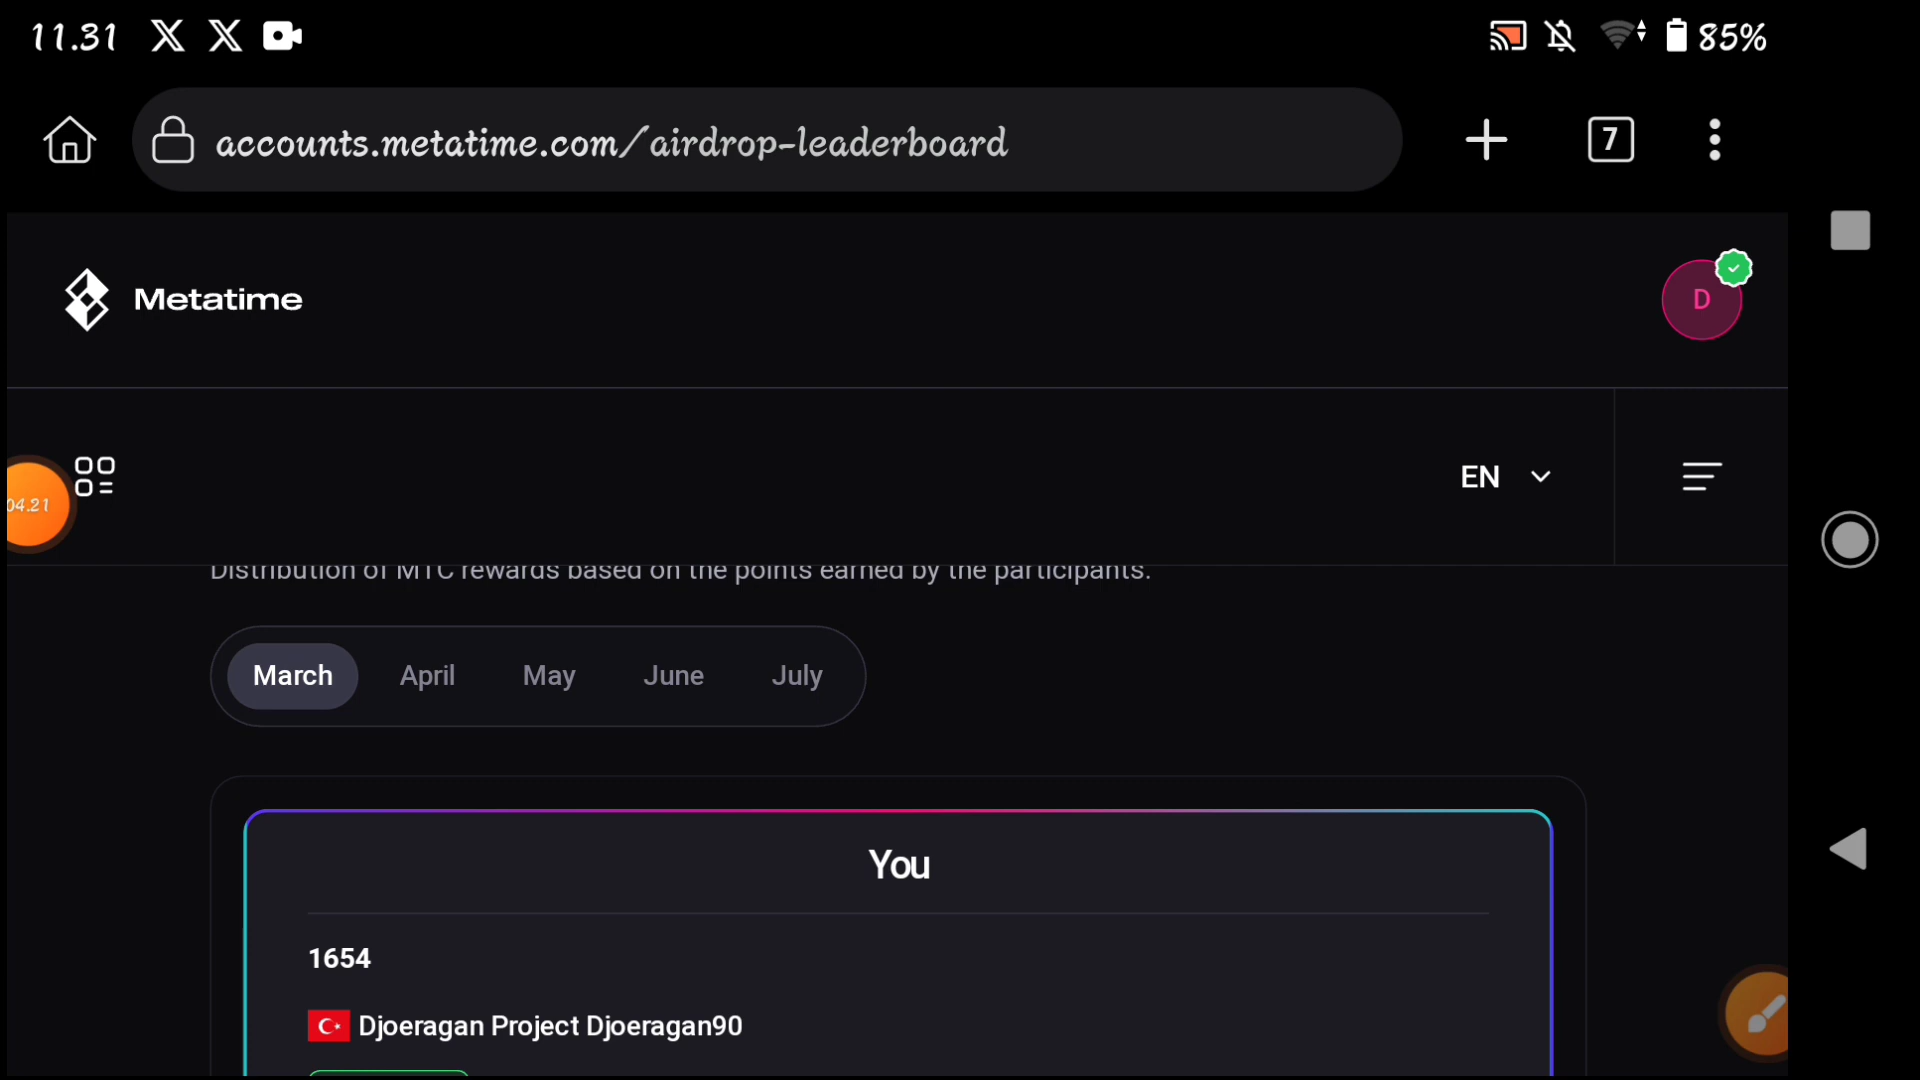 11.31
85%
accounts.metatime.com/airdrop-leaderboard
7
Metatime
D
04.21
EN
Distribution of MTC rewards based on the points earned by the participants.
March April May June July
You
1654
Djoeragan Project Djoeragan90